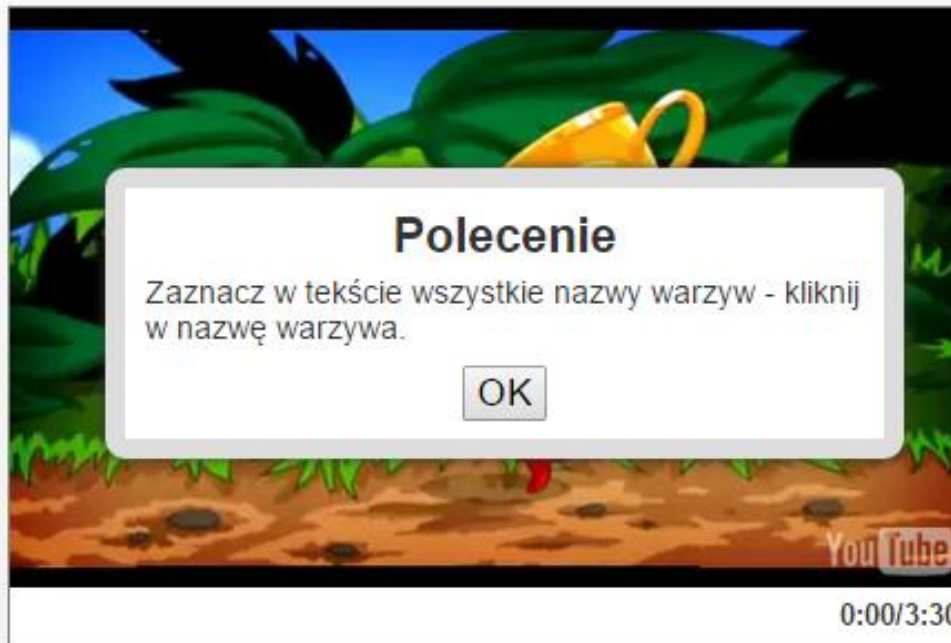 Polecenie
Zaznacz w tekście wszystkie nazwy warzyw - kliknij
w nazwę warzywa.
OK
YouTube
0:00/3:30